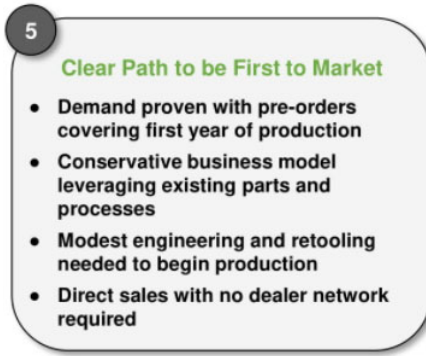 5
Clear Path to be First to Market
● Demand proven with pre-orders
covering first year of production
● Conservative business model
leveraging existing parts and
processes
● Modest engineering and retooling
needed to begin production
● Direct sales with no dealer network
required